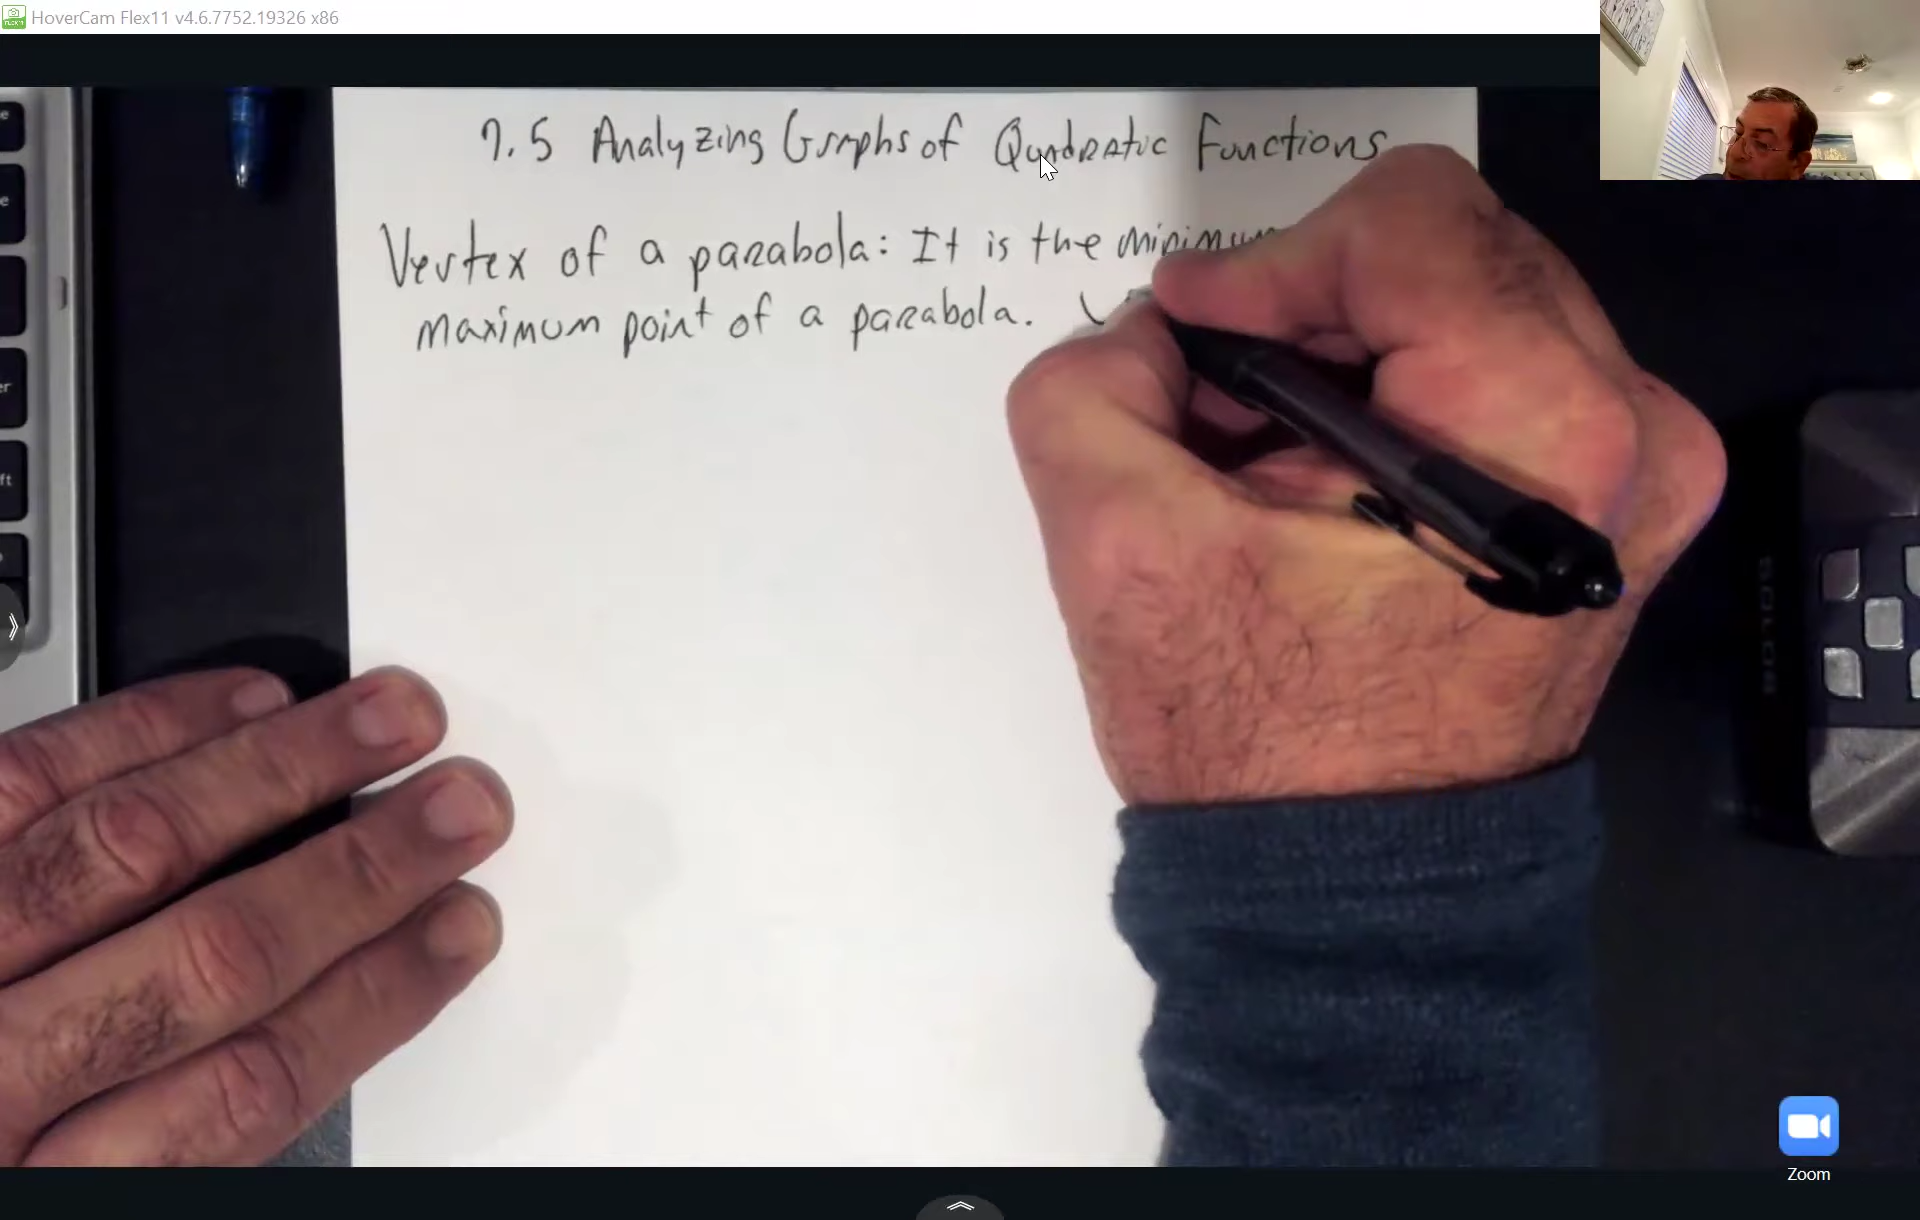 HoverCam Flex11 v4.6.7752.19326 x86
7.5 Analyzing Graphs of Quadratic Functions
Vertex of a parabola: It is the minimum
maximum point of a parabola.
Zoom